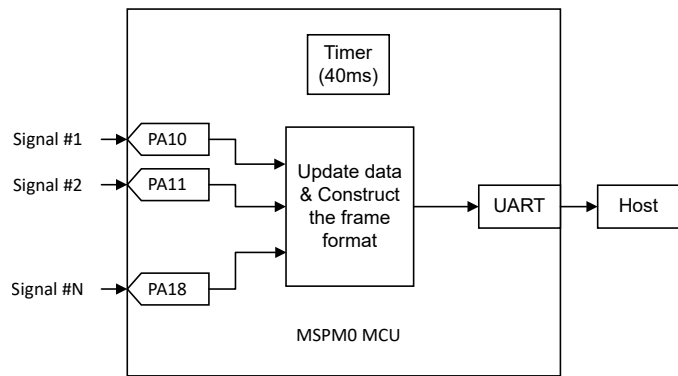 Timer
(40ms)
Signal #1
PA10
Signal #2
PA11
Update data
& Construct
the frame
format
UART
Host
Signal #N
PA18
MSPM0 MCU